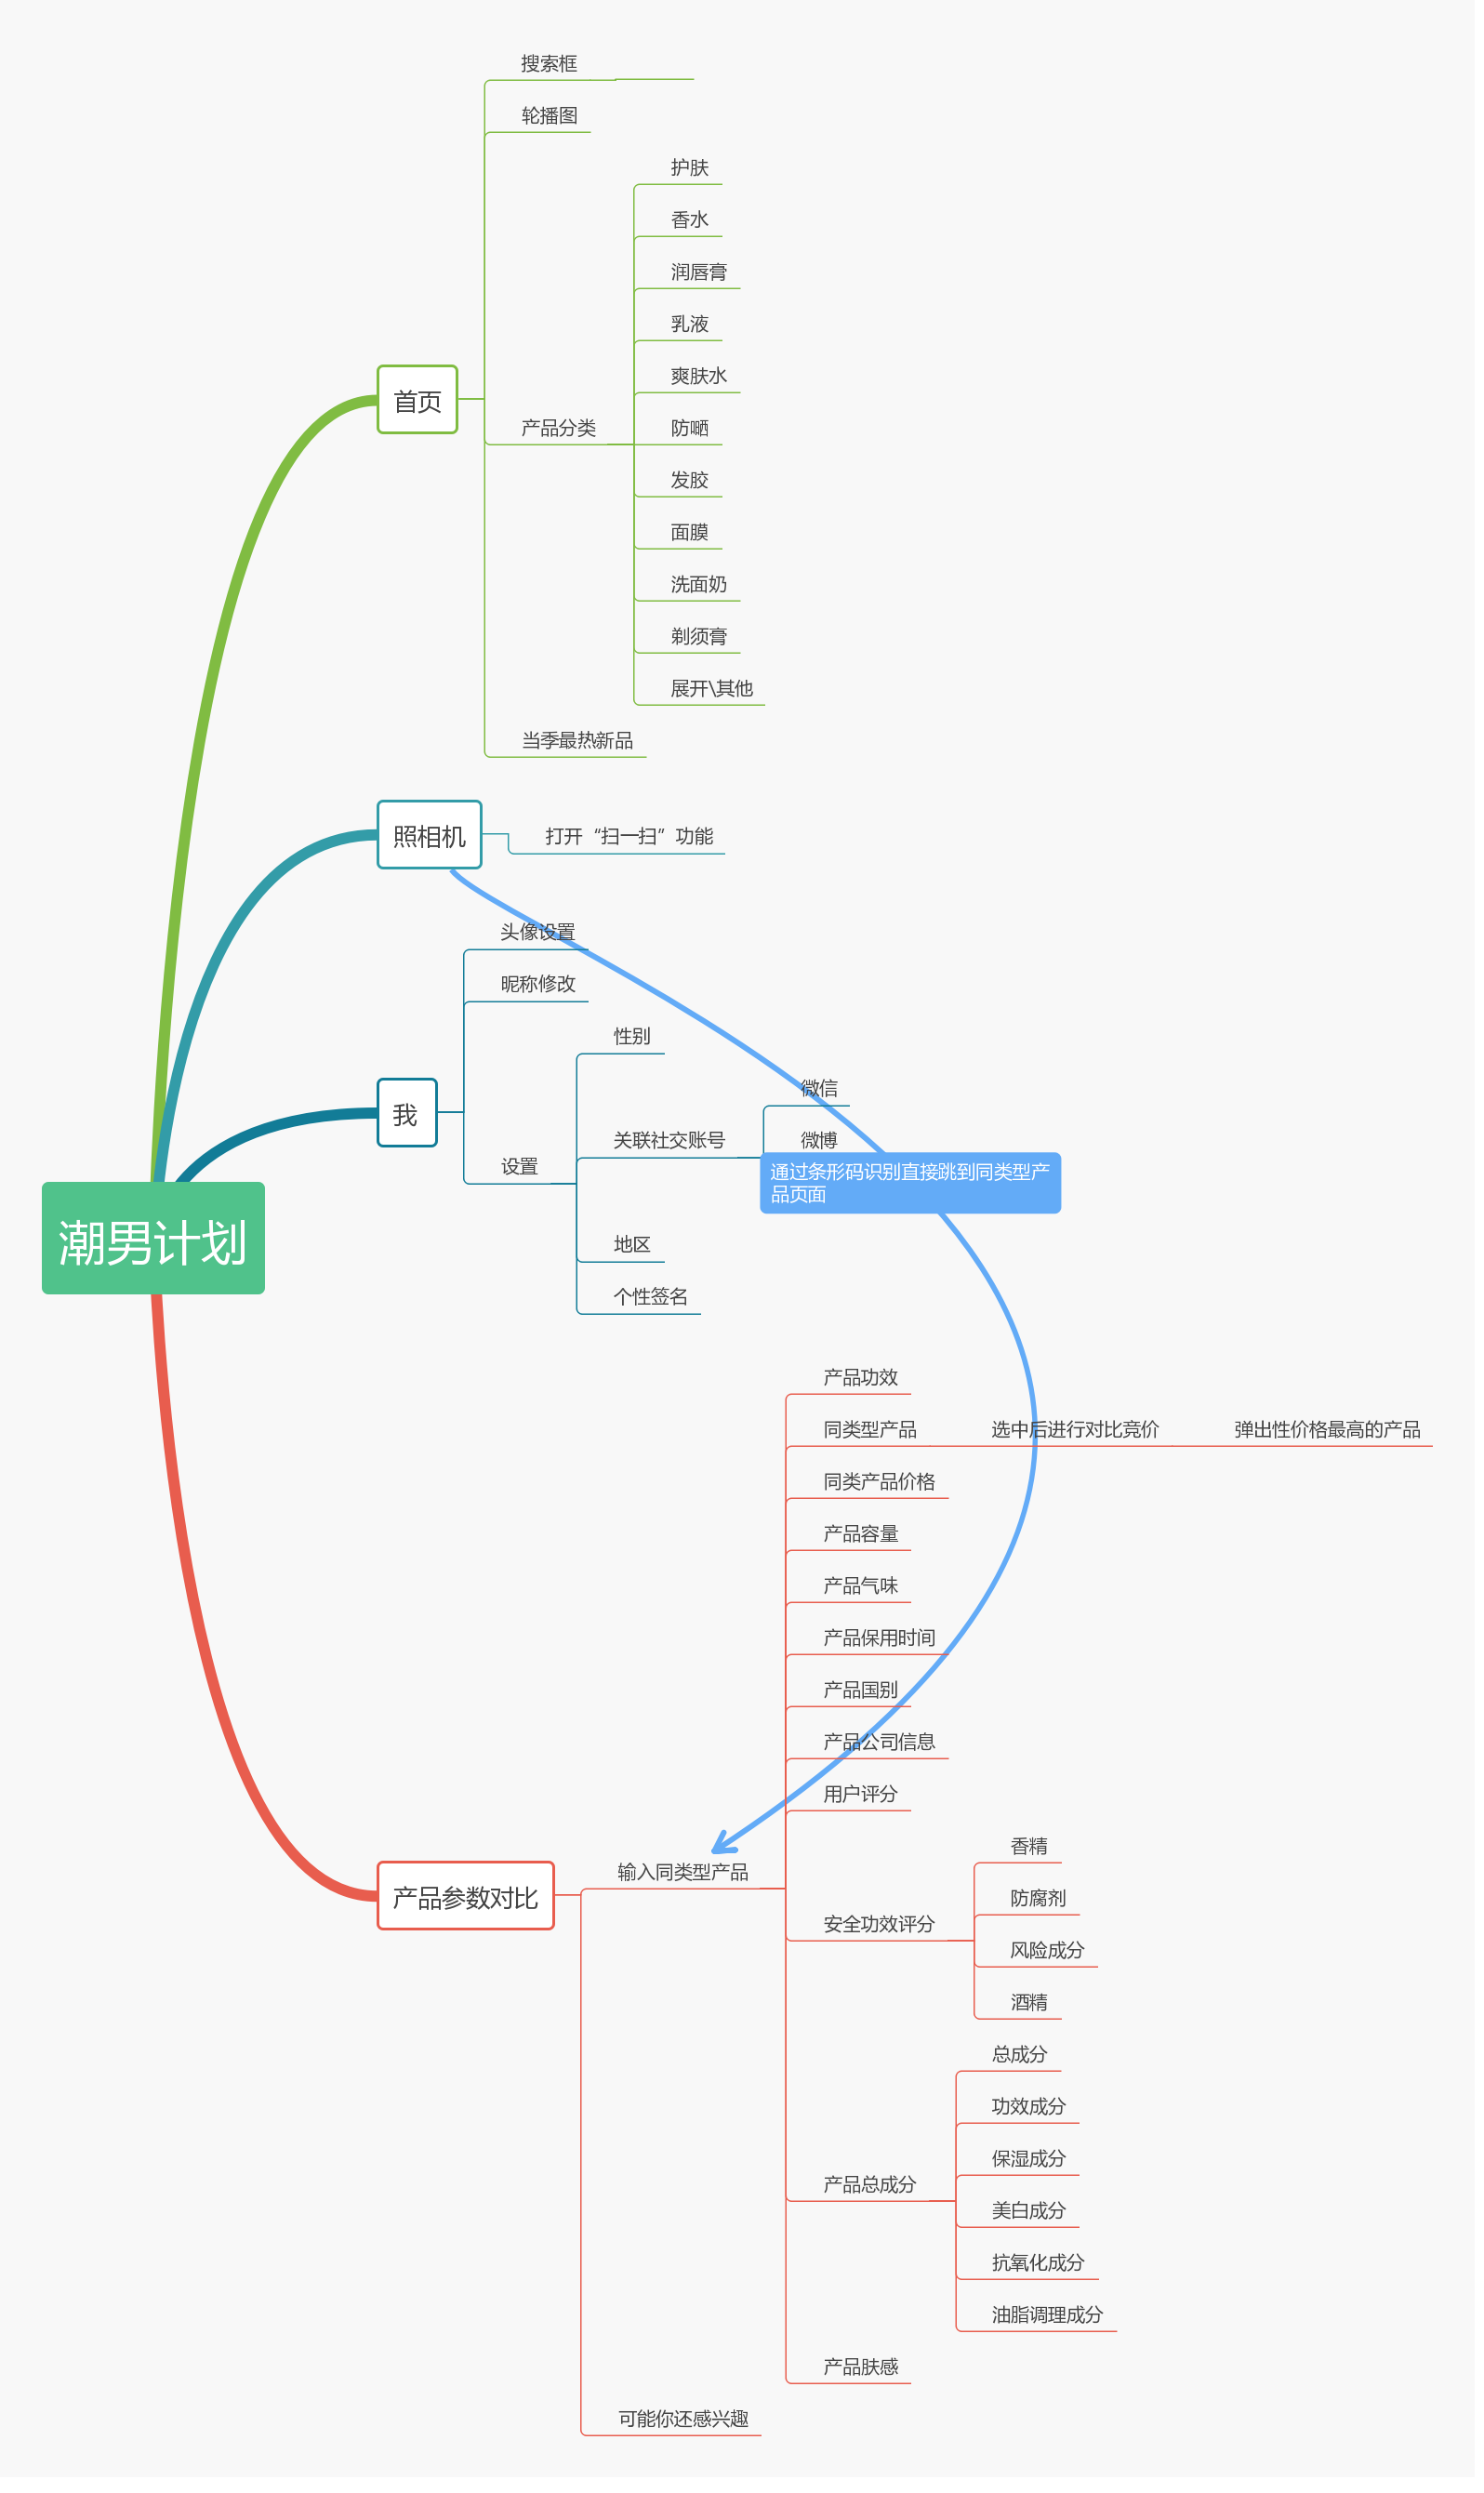 搜索框
轮播图
护肤
香水
润唇膏
乳液
爽肤水
首页
产品分类
防嗮
发胶
面膜
洗面奶
剃须膏
展开\其他
当季最热新品
照相机
打开“扫一扫”功能
头像设置
昵称修改
性别
微信
我
关联社交账号
微博
设置
通过条形码识别直接跳到同类型产
品页面
潮男计划
地区
个性签名
产品功效
同类型产品
选中后进行对比竞价
弹出性价格最高的产品
同类产品价格
产品容量
产品气味
产品保用时间
产品国别
产品公司信息
用户评分
香精
输入同类型产品
产品参数对比
防腐剂
安全功效评分
风险成分
酒精
总成分
功效成分
保湿成分
产品总成分
美白成分
抗氧化成分
油脂调理成分
产品肤感
可能你还感兴趣